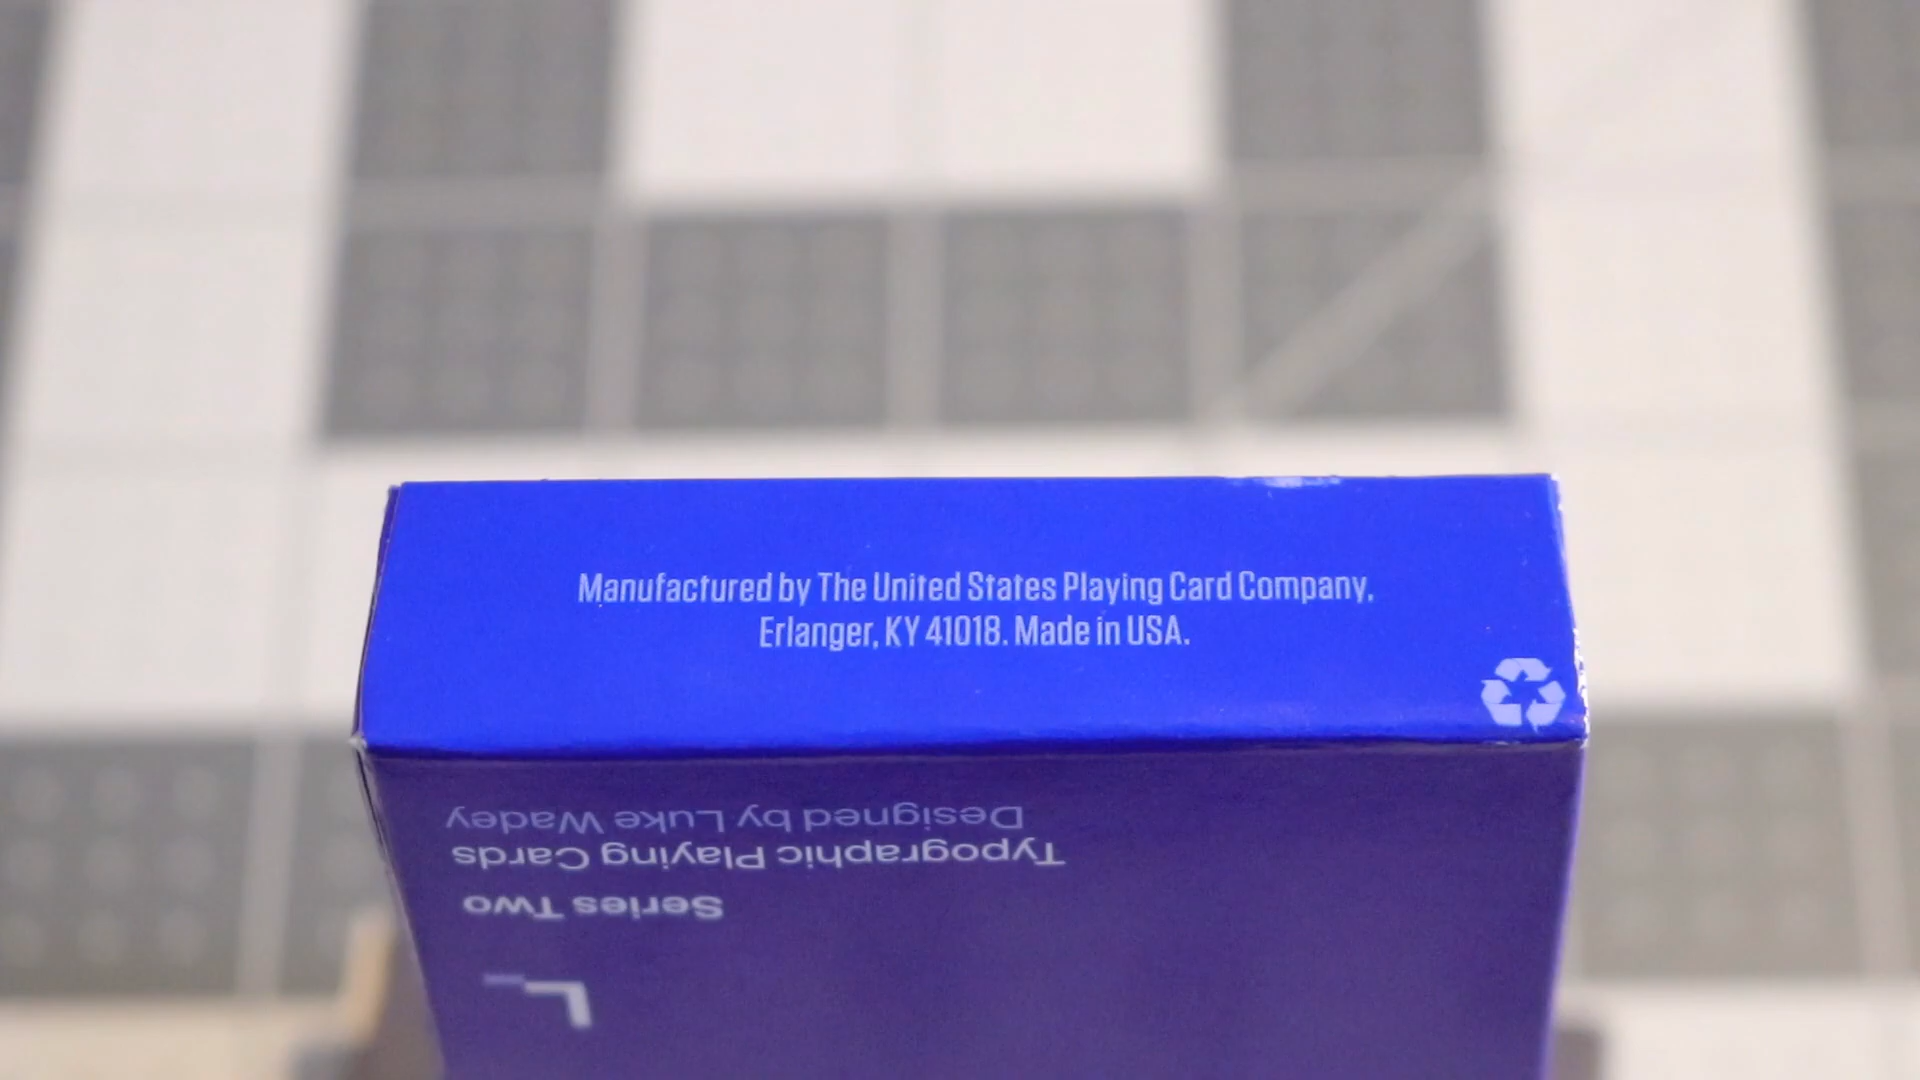 Manufactured by The United States Playing Card Company,
Erlanger, KY 41018. Made in USA.
L
Series Two
Typographic Playing Cards
Designed by Luke Wadey